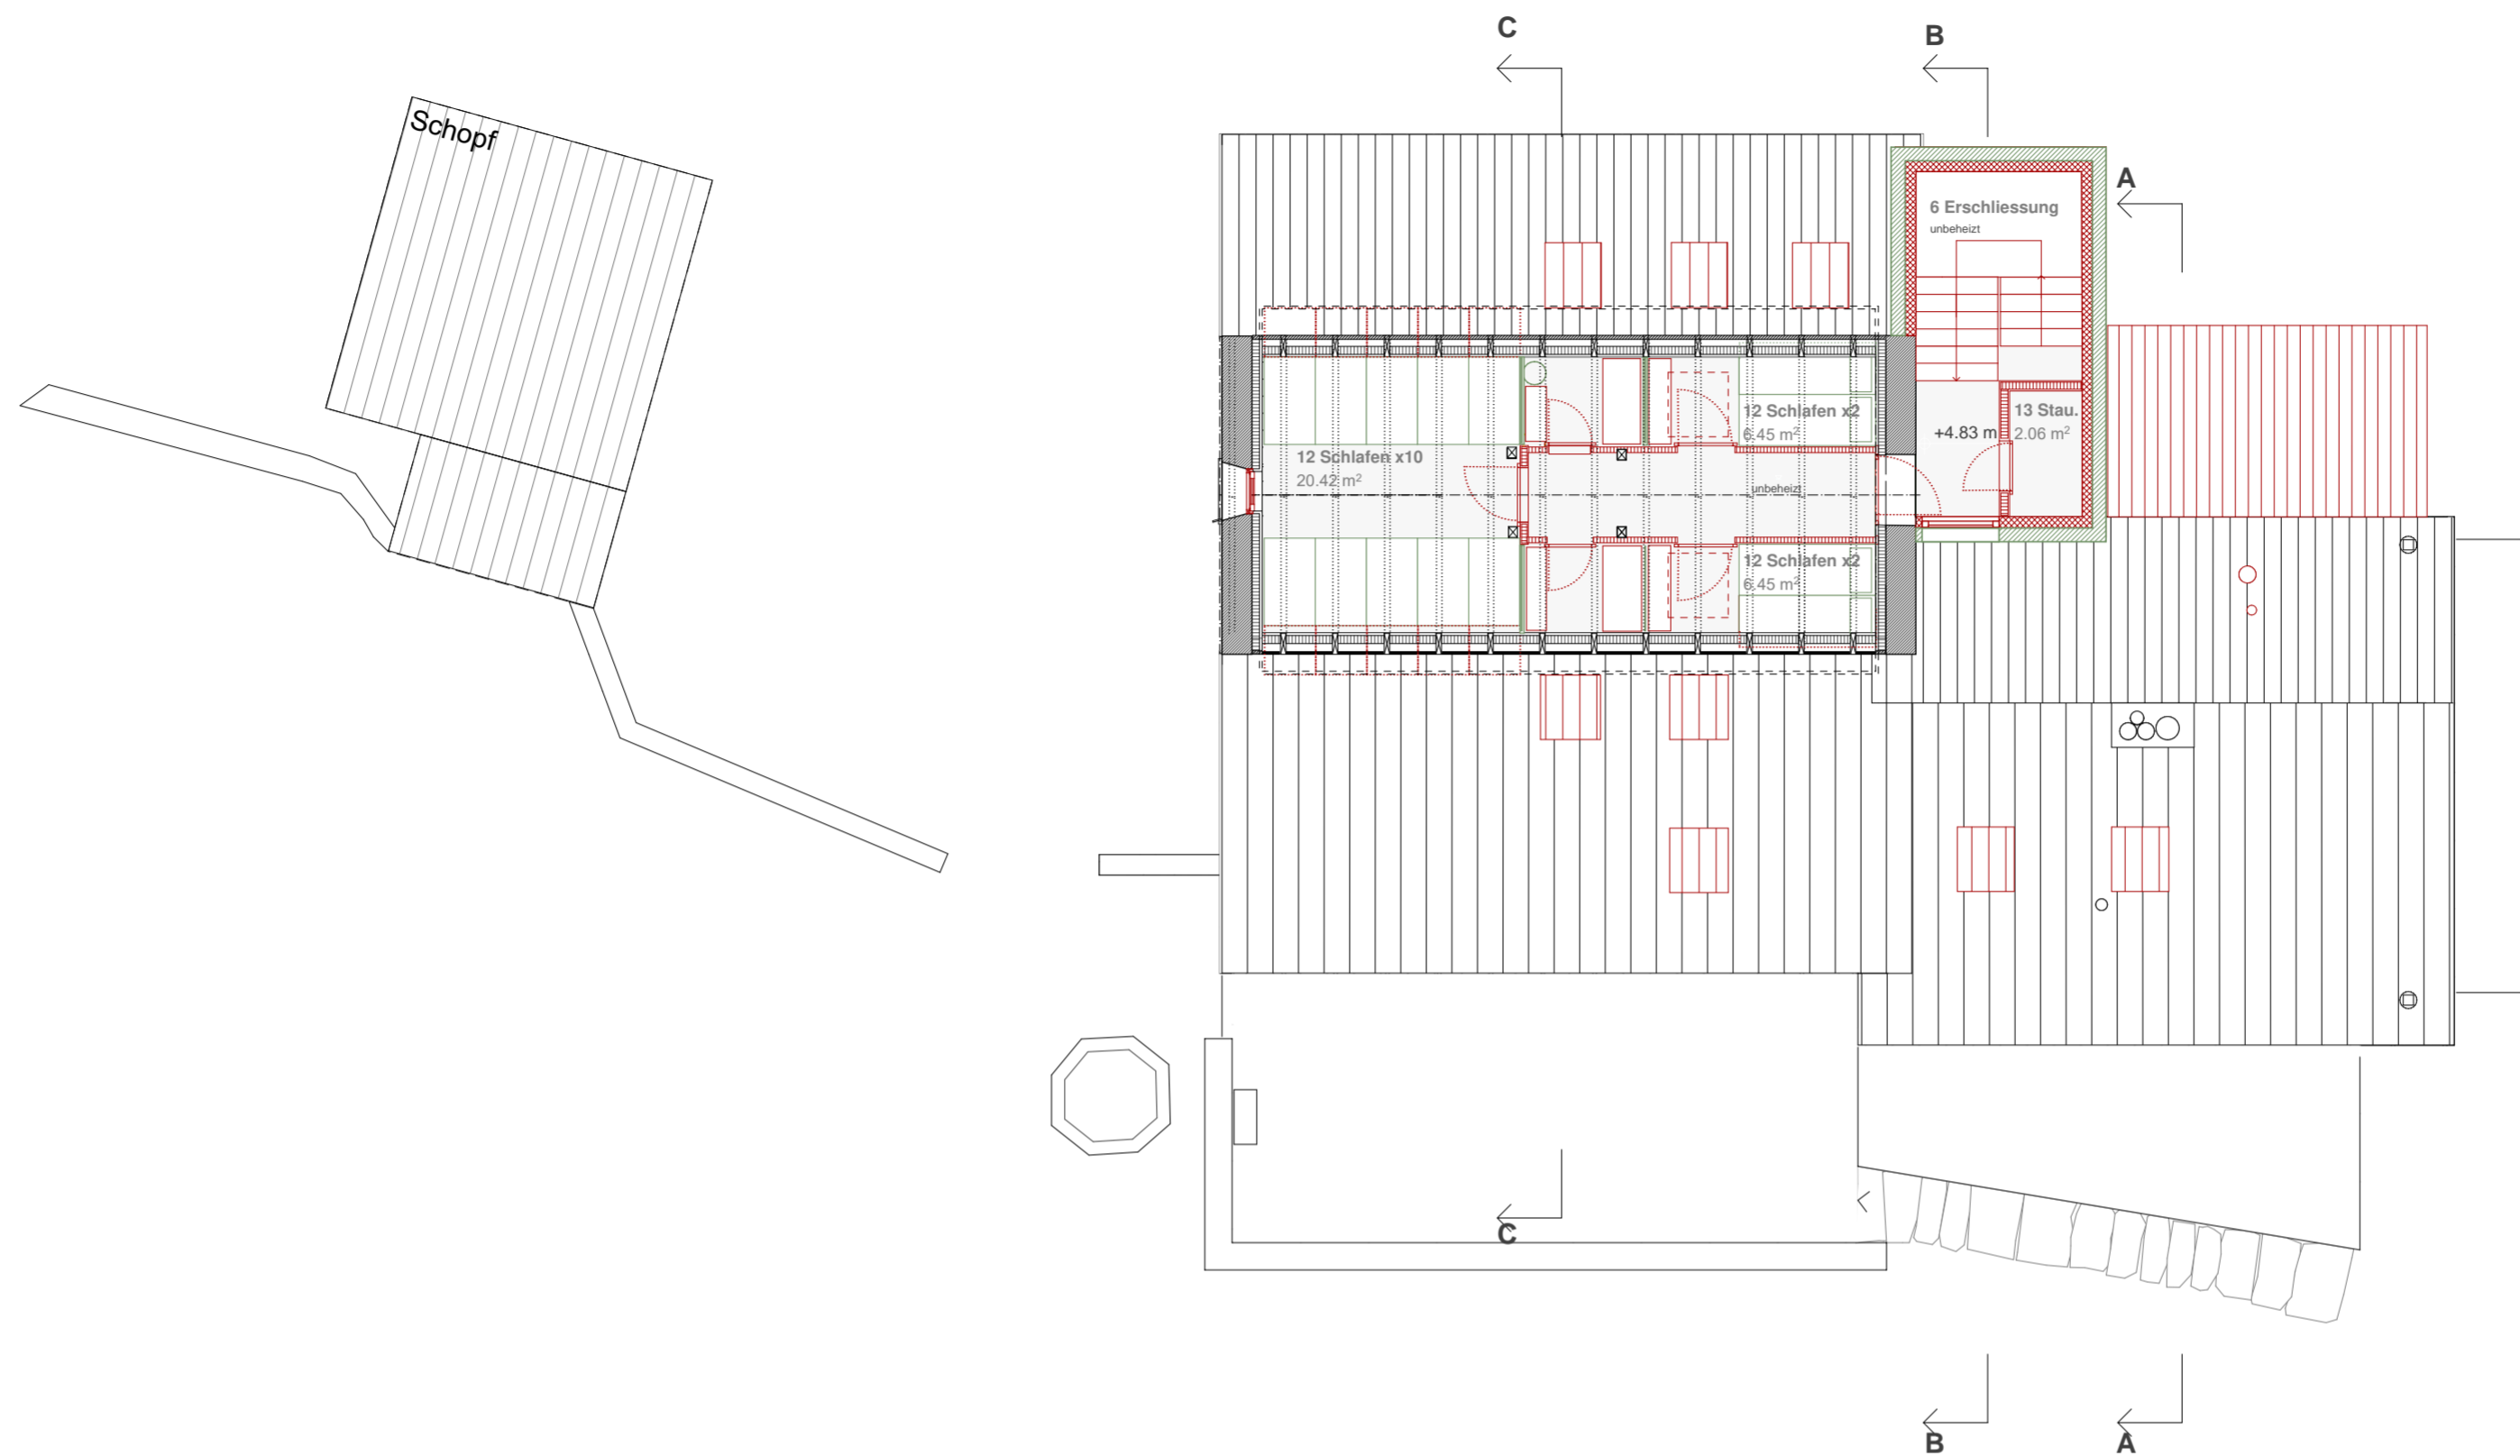 C
B
Schopf
A
6 Erschliessung
unbeheizt
12 Schlafen x2
6.45 m²
13 Stau.
2.06 m²
+4.83 m
12 Schlafen x10
20.42 m²
unbeheizt
12 Schlafen x2
6.45 m²
C
B
A